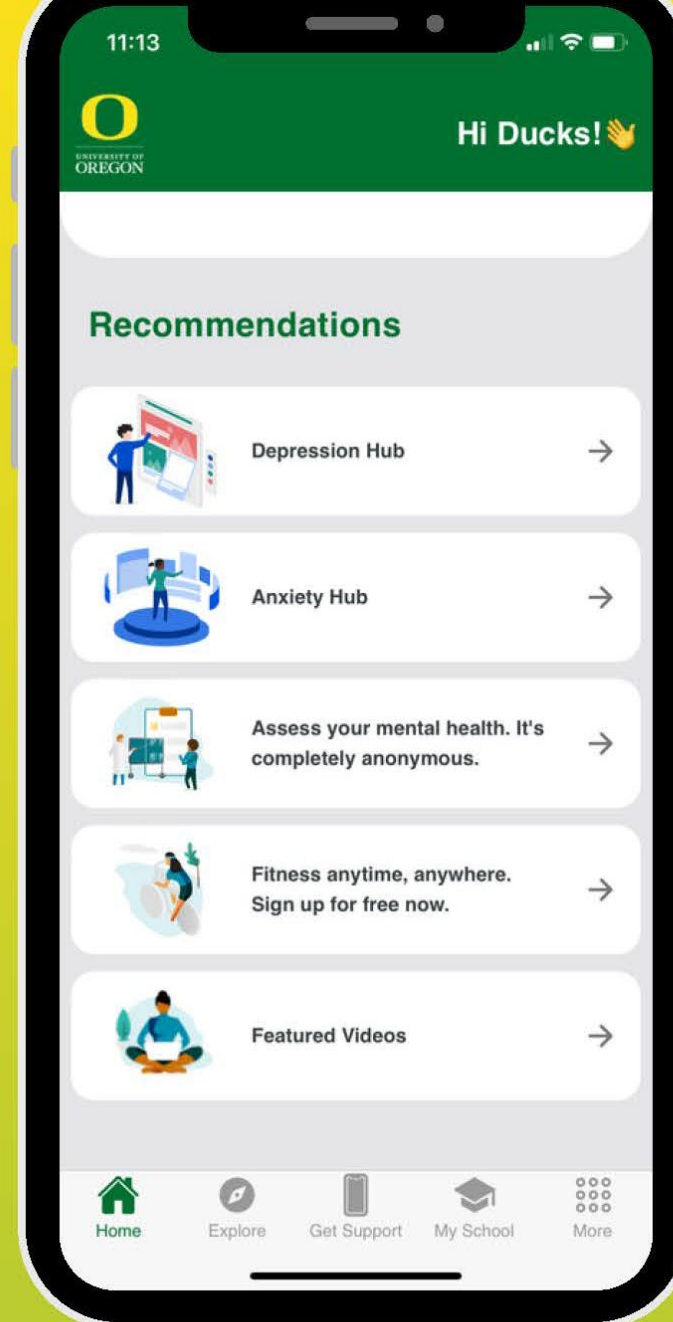 11:13
Hi Ducks!👋
O
UNIVERSITY OF
OREGON
Recommendations
Depression Hub
Anxiety Hub
Assess your mental health. It's
completely anonymous.
Fitness anytime, anywhere.
Sign up for free now.
Featured Videos
Home
Explore
Get Support
My School
More